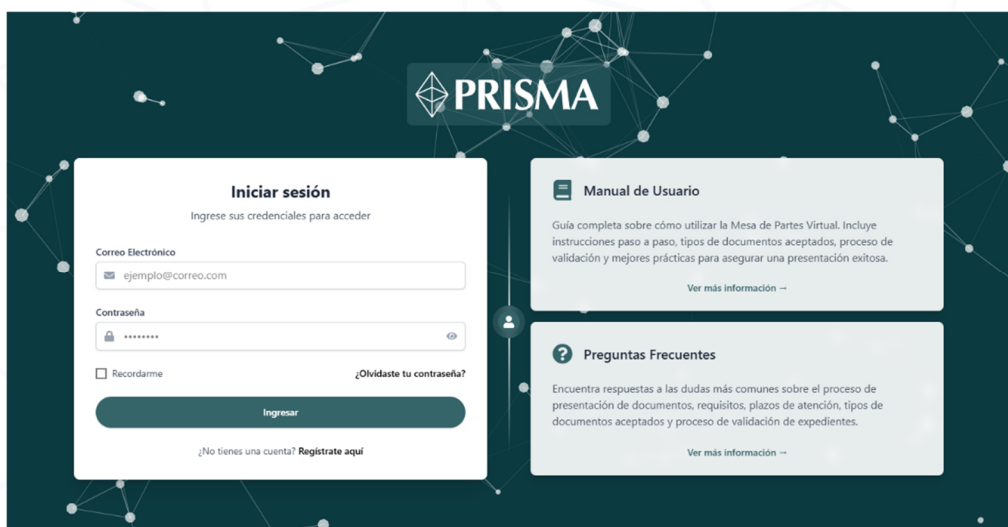 PRISMA
Iniciar sesión
Ingrese sus credenciales para acceder
Correo Electrónico
ejemplo@correo.com
Contraseña
••••••••
Recordarme
¿Olvidaste tu contraseña?
Ingresar
¿No tienes una cuenta? Regístrate aquí
Manual de Usuario
Guía completa sobre cómo utilizar la Mesa de Partes Virtual. Incluye
instrucciones paso a paso, tipos de documentos aceptados, proceso de
validación y mejores prácticas para asegurar una presentación exitosa.
Ver más información →
Preguntas Frecuentes
Encuentra respuestas a las dudas más comunes sobre el proceso de
presentación de documentos, requisitos, plazos de atención, tipos de
documentos aceptados y proceso de validación de expedientes.
Ver más información →